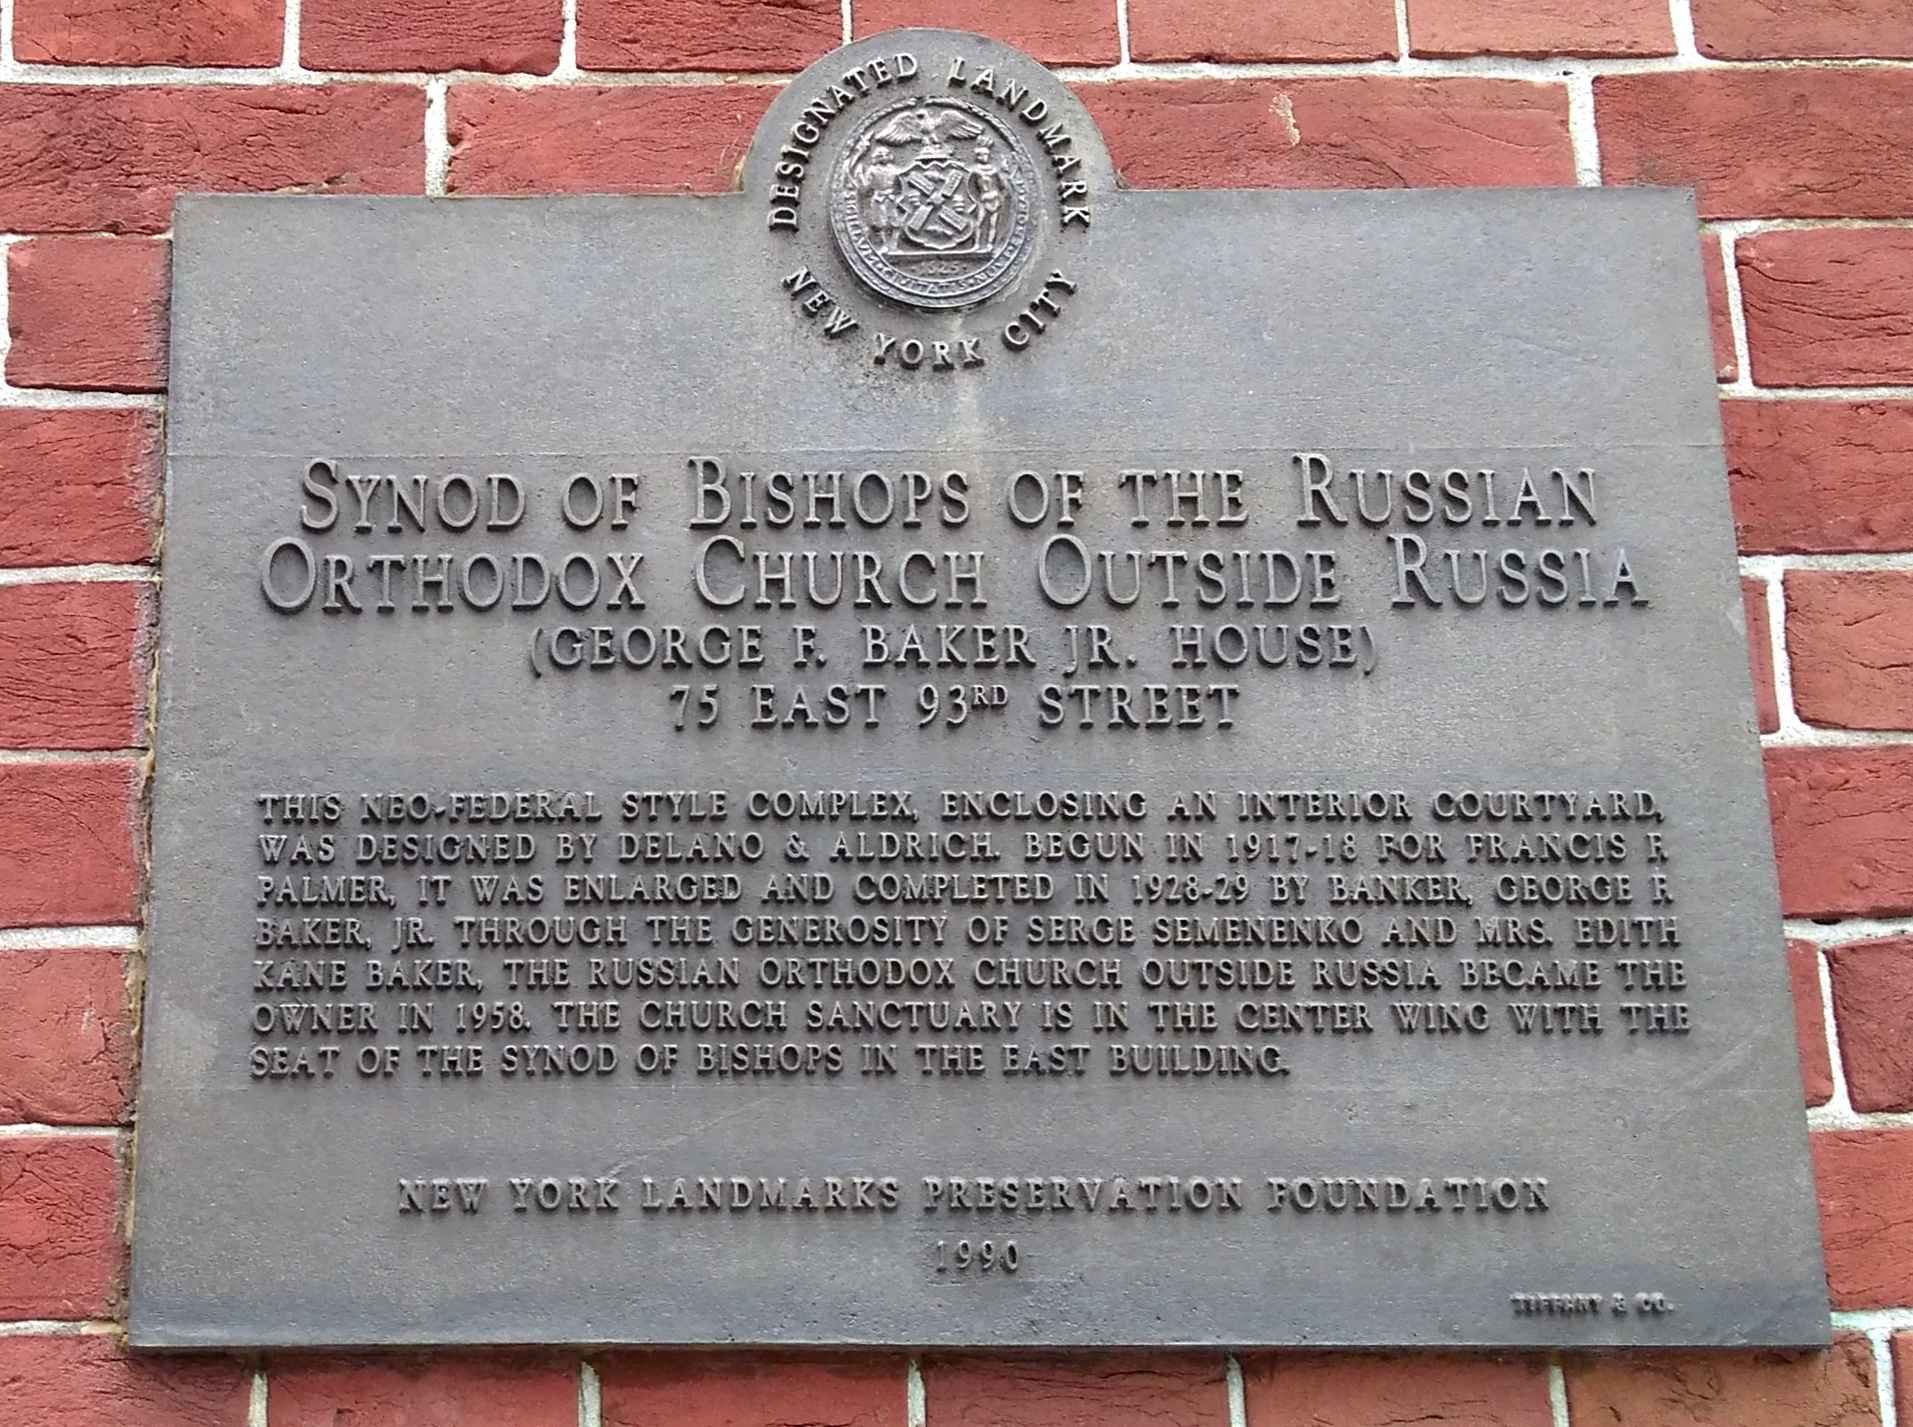 DESIGNATED LANDMARK
NEW YORK CITY
1625
SYNOD OF BISHOPS OF THE RUSSIAN
ORTHODOX CHURCH OUTSIDE RUSSIA
(GEORGE F. BAKER JR. HOUSE)
75 EAST 93RD STREET
THIS NEO-FEDERAL STYLE COMPLEX, ENCLOSING AN INTERIOR COURTYARD,
WAS DESIGNED BY DELANO & ALDRICH. BEGUN IN 1917-18 FOR FRANCIS F.
PALMER, IT WAS ENLARGED AND COMPLETED IN 1928-29 BY BANKER, GEORGE F.
BAKER, JR. THROUGH THE GENEROSITY OF SERGE SEMENENKO AND MRS. EDITH
KANE BAKER, THE RUSSIAN ORTHODOX CHURCH OUTSIDE RUSSIA BECAME THE
OWNER IN 1958. THE CHURCH SANCTUARY IS IN THE CENTER WING WITH THE
SEAT OF THE SYNOD OF BISHOPS IN THE EAST BUILDING.
NEW YORK LANDMARKS PRESERVATION FOUNDATION
1990
TIFFANY & CO.